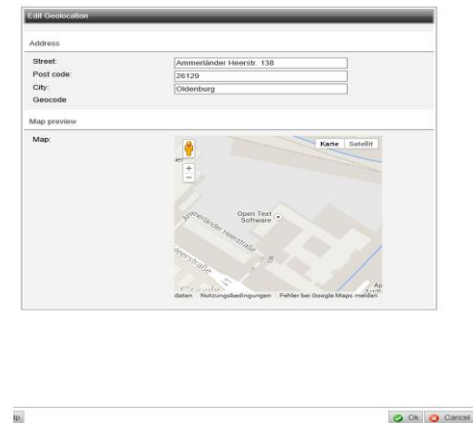 Edit Geolocation
Address
Street:
Ammerländer Heerstr. 138
Post code:
26129
City:
Oldenburg
Geocode
Map preview
Map:
Karte Satellit
+
−
Open Text
Software
Ammerländer Heerstraße
138
daten Nutzungsbedingungen Fehler bei Google Maps melden
Ok Cancel